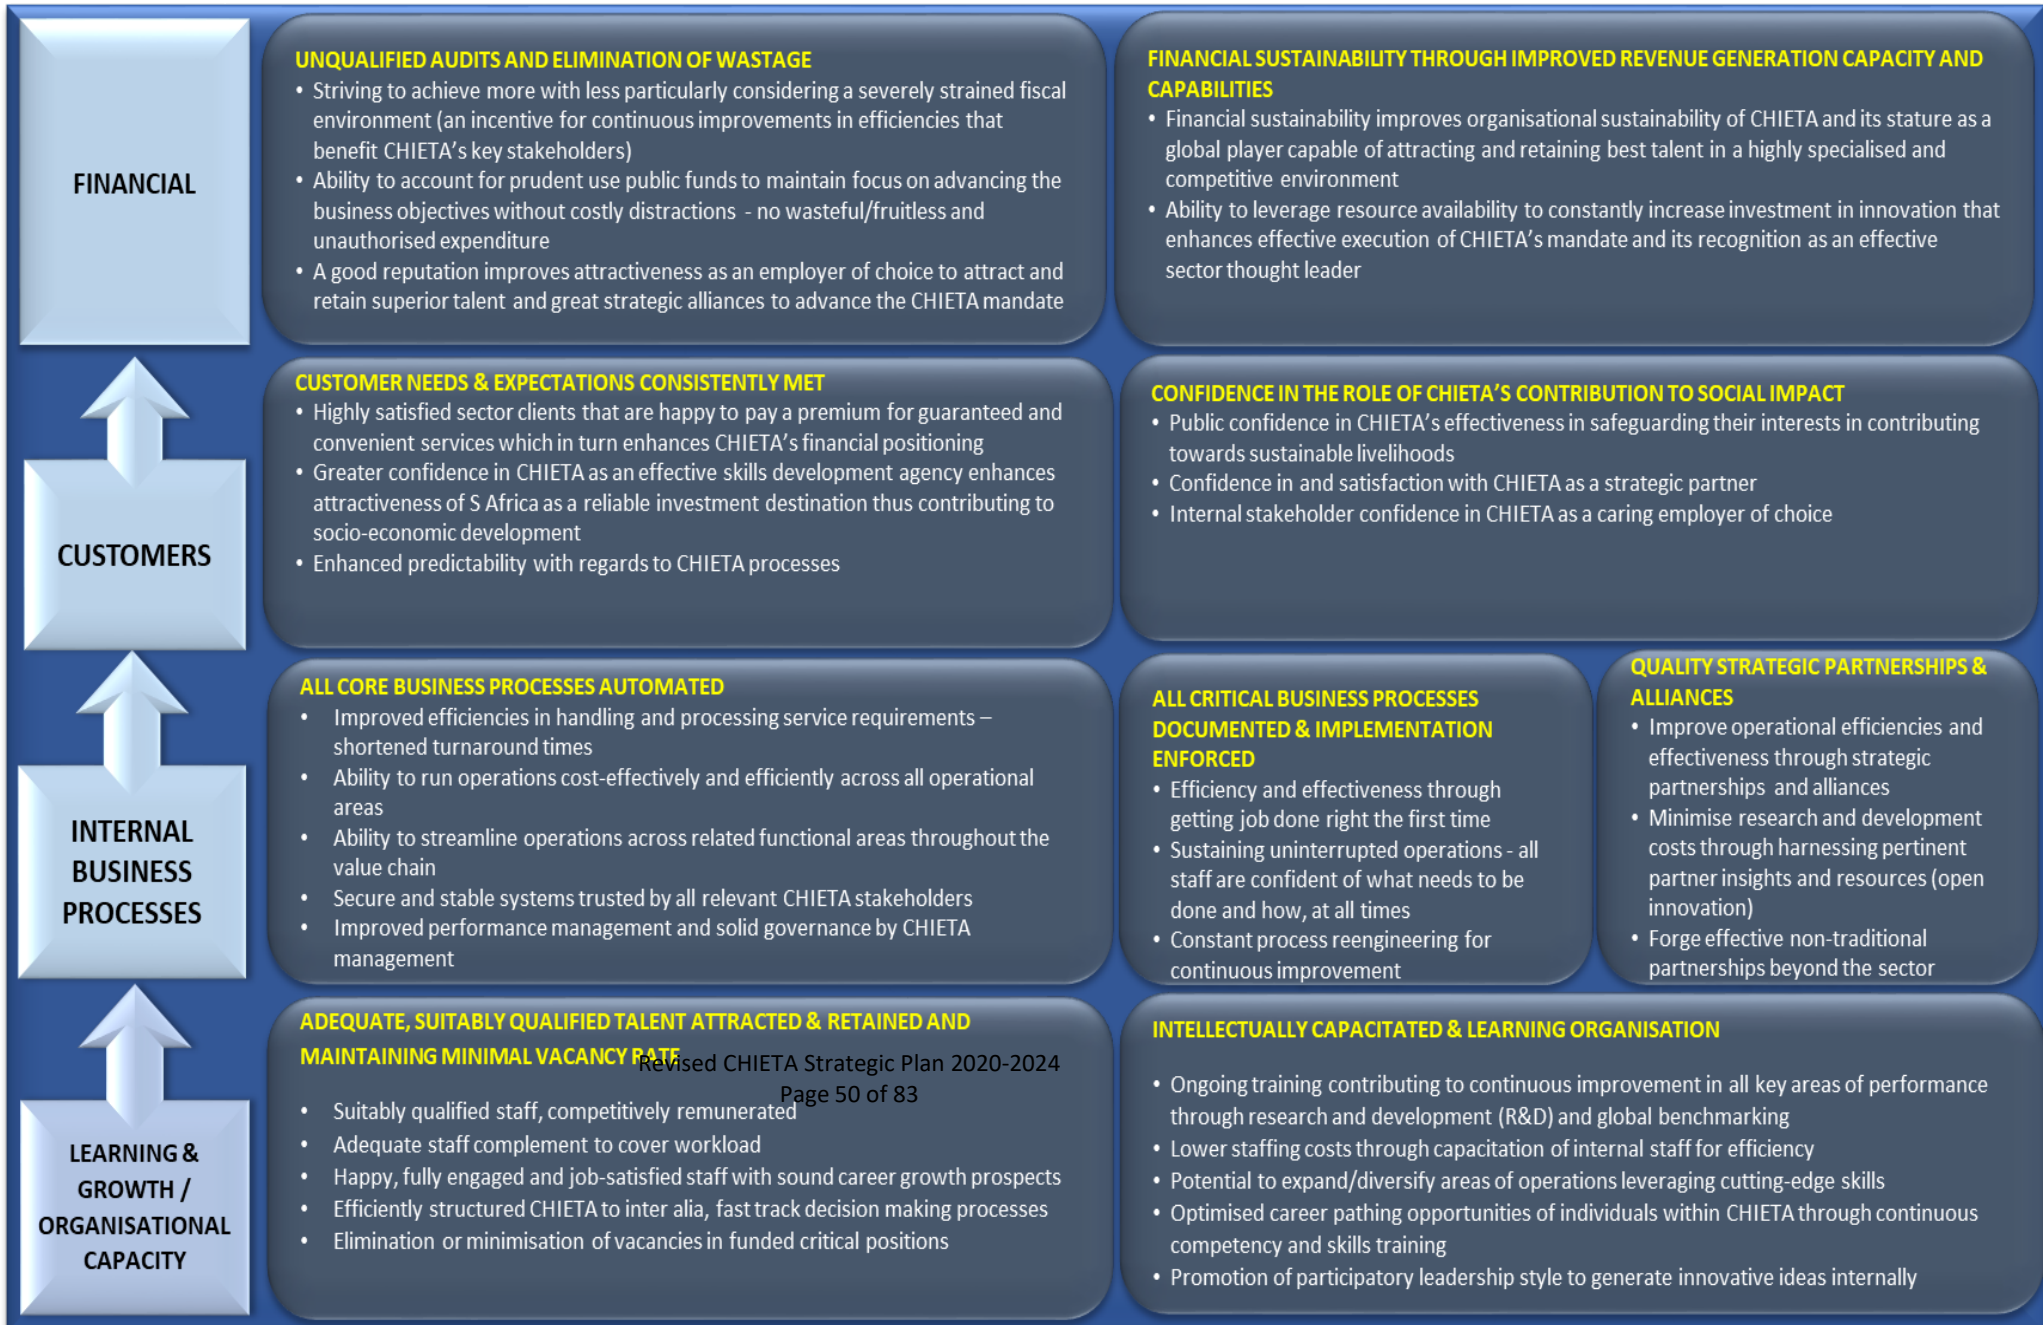 FINANCIAL
UNQUALIFIED AUDITS AND ELIMINATION OF WASTAGE
• Striving to achieve more with less particularly considering a severely strained fiscal
environment (an incentive for continuous improvements in efficiencies that
benefit CHIETA's key stakeholders)
• Ability to account for prudent use public funds to maintain focus on advancing the
business objectives without costly distractions - no wasteful/fruitless and
unauthorised expenditure
• A good reputation improves attractiveness as an employer of choice to attract and
retain superior talent and great strategic alliances to advance the CHIETA mandate
FINANCIAL SUSTAINABILITY THROUGH IMPROVED REVENUE GENERATION CAPACITY AND
CAPABILITIES
• Financial sustainability improves organisational sustainability of CHIETA and its stature as a
global player capable of attracting and retaining best talent in a highly specialised and
competitive environment
• Ability to leverage resource availability to constantly increase investment in innovation that
enhances effective execution of CHIETA's mandate and its recognition as an effective
sector thought leader
CUSTOMERS
CUSTOMER NEEDS & EXPECTATIONS CONSISTENTLY MET
• Highly satisfied sector clients that are happy to pay a premium for guaranteed and
convenient services which in turn enhances CHIETA's financial positioning
• Greater confidence in CHIETA as an effective skills development agency enhances
attractiveness of S Africa as a reliable investment destination thus contributing to
socio-economic development
• Enhanced predictability with regards to CHIETA processes
CONFIDENCE IN THE ROLE OF CHIETA'S CONTRIBUTION TO SOCIAL IMPACT
• Public confidence in CHIETA's effectiveness in safeguarding their interests in contributing
towards sustainable livelihoods
• Confidence in and satisfaction with CHIETA as a strategic partner
• Internal stakeholder confidence in CHIETA as a caring employer of choice
INTERNAL
BUSINESS
PROCESSES
ALL CORE BUSINESS PROCESSES AUTOMATED
• Improved efficiencies in handling and processing service requirements –
shortened turnaround times
• Ability to run operations cost-effectively and efficiently across all operational
areas
• Ability to streamline operations across related functional areas throughout the
value chain
• Secure and stable systems trusted by all relevant CHIETA stakeholders
• Improved performance management and solid governance by CHIETA
management
ALL CRITICAL BUSINESS PROCESSES
DOCUMENTED & IMPLEMENTATION
ENFORCED
• Efficiency and effectiveness through
getting job done right the first time
• Sustaining uninterrupted operations - all
staff are confident of what needs to be
done and how, at all times
• Constant process reengineering for
continuous improvement
QUALITY STRATEGIC PARTNERSHIPS &
ALLIANCES
• Improve operational efficiencies and
effectiveness through strategic
partnerships and alliances
• Minimise research and development
costs through harnessing pertinent
partner insights and resources (open
innovation)
• Forge effective non-traditional
partnerships beyond the sector
LEARNING &
GROWTH /
ORGANISATIONAL
CAPACITY
ADEQUATE, SUITABLY QUALIFIED TALENT ATTRACTED & RETAINED AND
MAINTAINING MINIMAL VACANCY RATE
Revised CHIETA Strategic Plan 2020-2024
Page 50 of 83
• Suitably qualified staff, competitively remunerated
• Adequate staff complement to cover workload
• Happy, fully engaged and job-satisfied staff with sound career growth prospects
• Efficiently structured CHIETA to inter alia, fast track decision making processes
• Elimination or minimisation of vacancies in funded critical positions
INTELLECTUALLY CAPACITATED & LEARNING ORGANISATION
• Ongoing training contributing to continuous improvement in all key areas of performance
through research and development (R&D) and global benchmarking
• Lower staffing costs through capacitation of internal staff for efficiency
• Potential to expand/diversify areas of operations leveraging cutting-edge skills
• Optimised career pathing opportunities of individuals within CHIETA through continuous
competency and skills training
• Promotion of participatory leadership style to generate innovative ideas internally